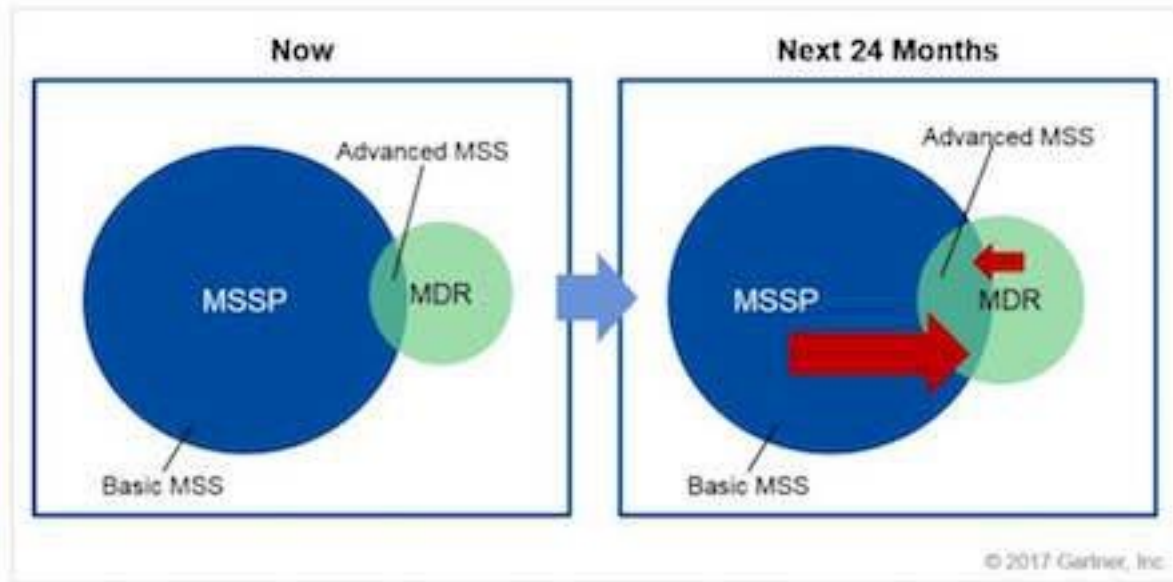 Now
Advanced MSS
MSSP
MDR
Basic MSS
Next 24 Months
Advanced MSS
MSSP
MDR
Basic MSS
© 2017 Gartner, Inc